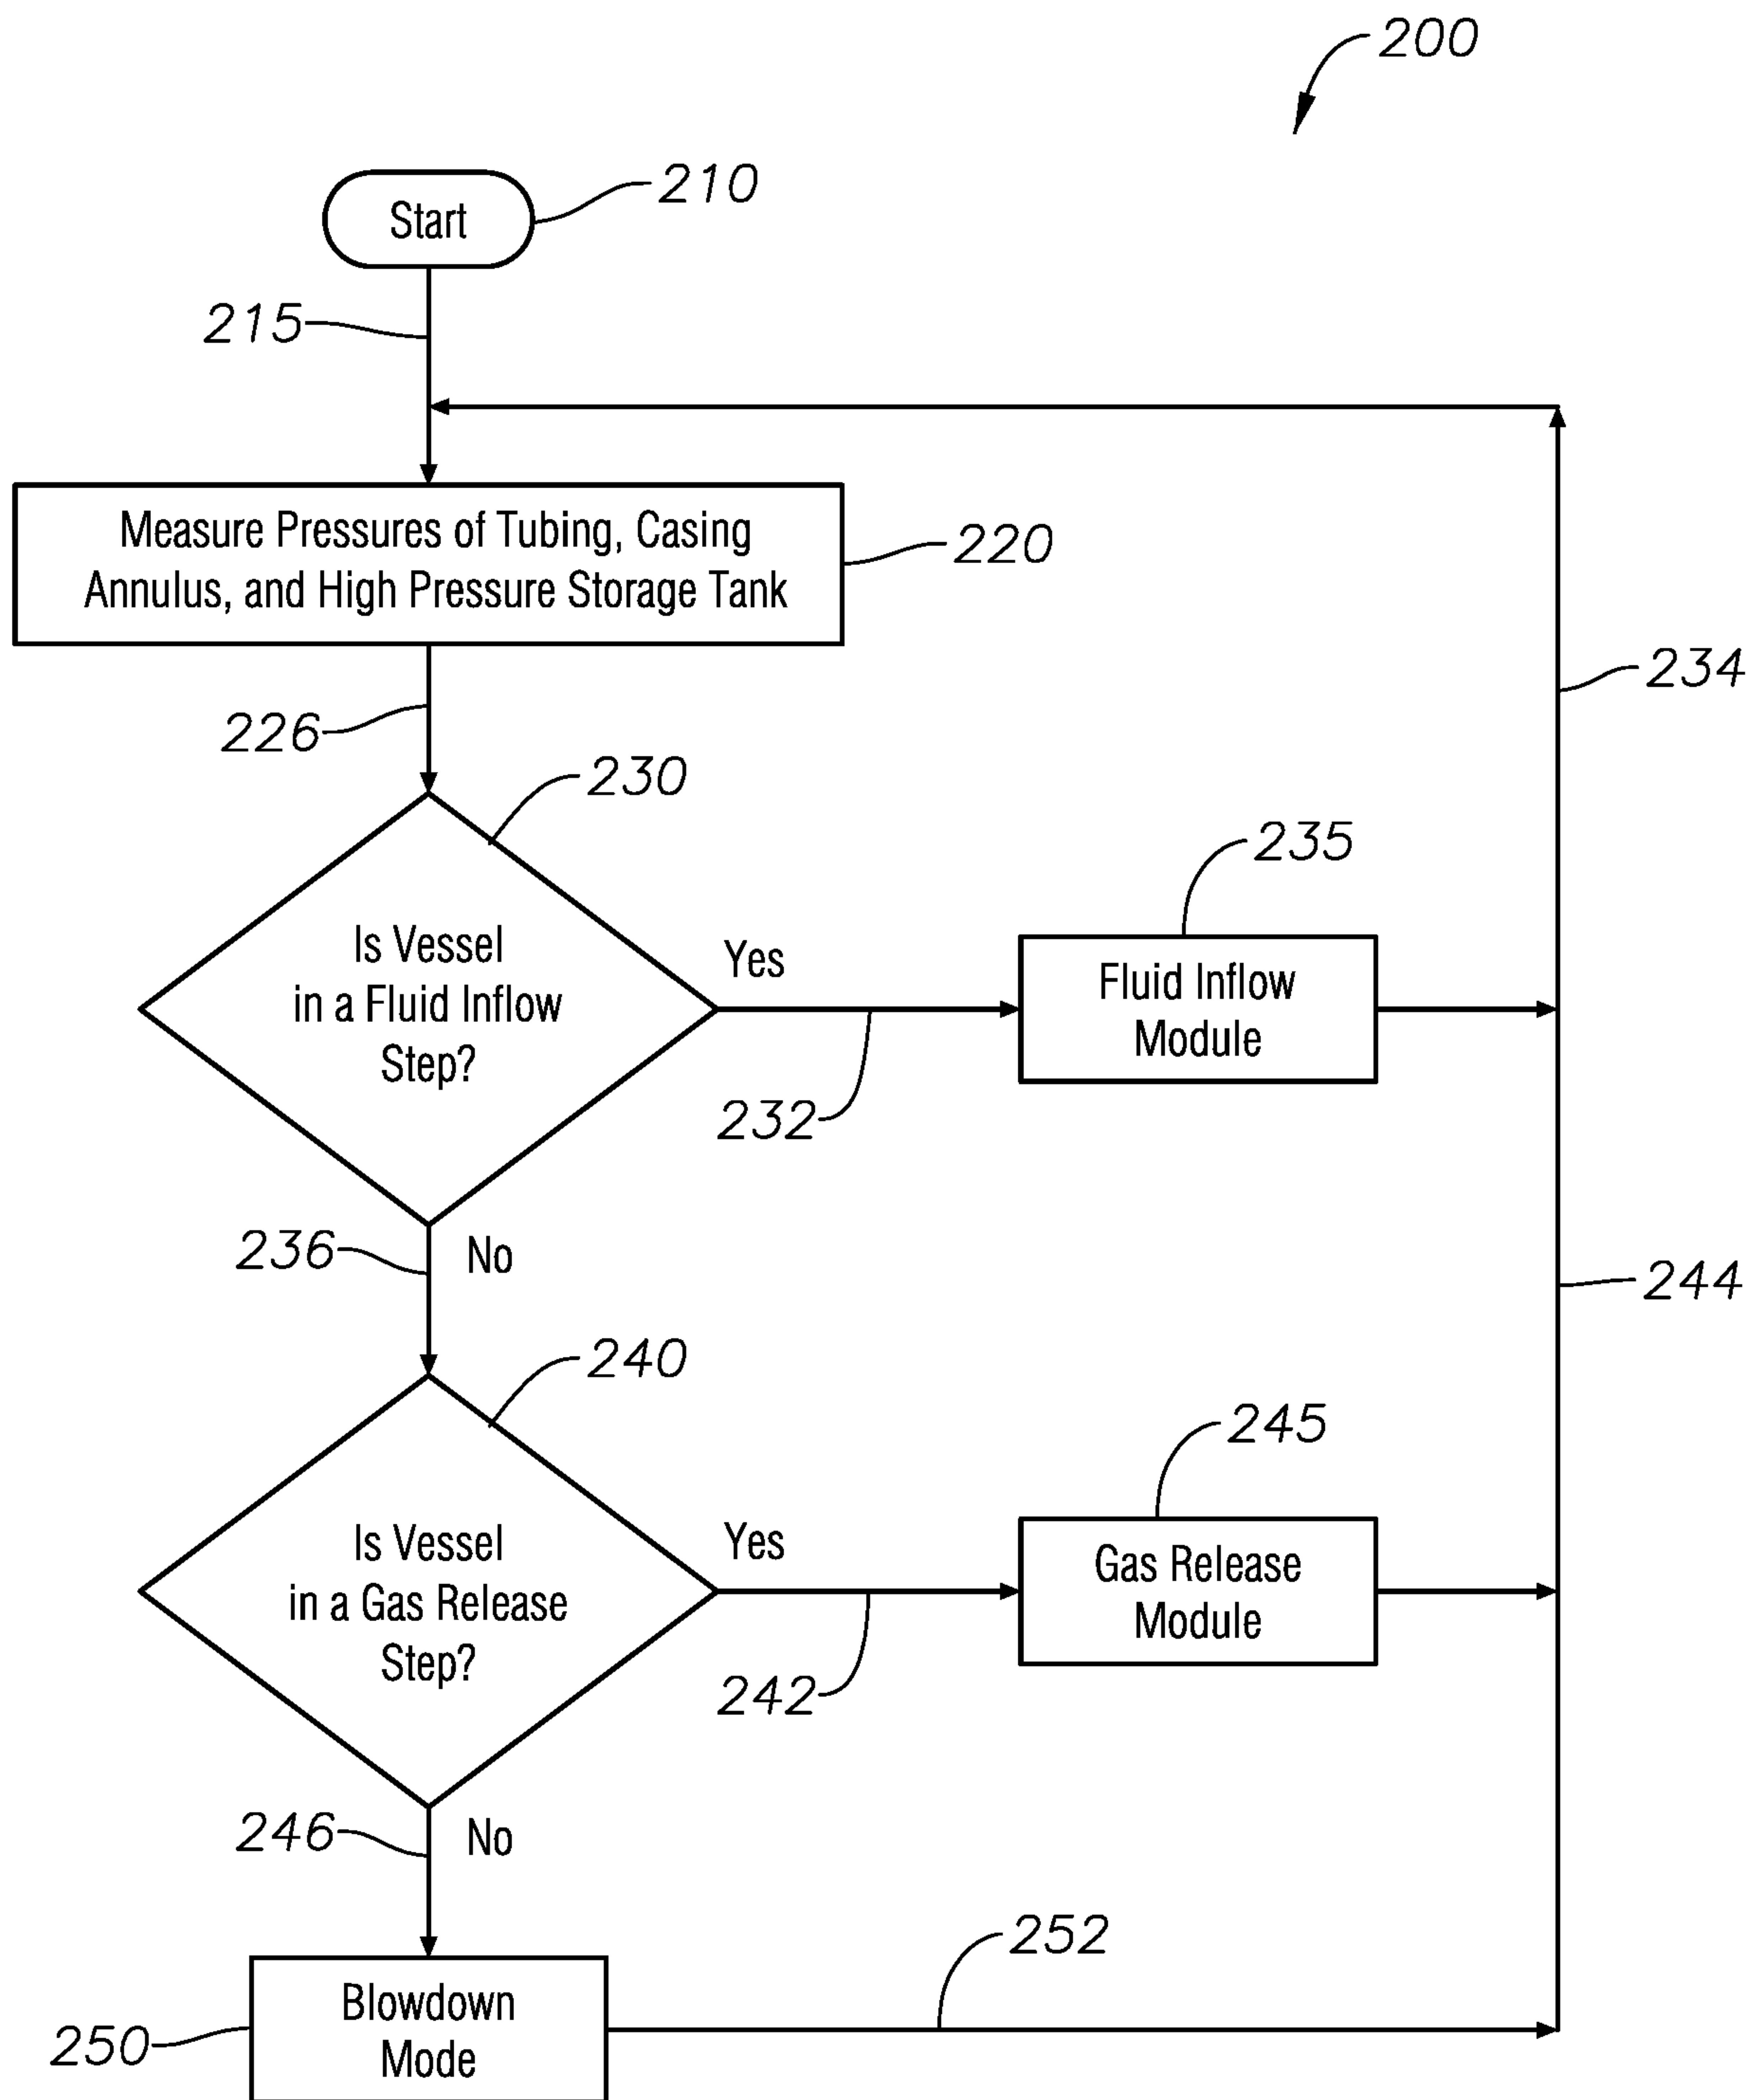 200
Start
210
215
Measure Pressures of Tubing, Casing
Annulus, and High Pressure Storage Tank
220
226
234
230
Is Vessel
in a Fluid Inflow
Step?
Yes
232
235
Fluid Inflow
Module
236
No
244
240
Is Vessel
in a Gas Release
Step?
Yes
242
245
Gas Release
Module
246
No
252
Blowdown
Mode
250